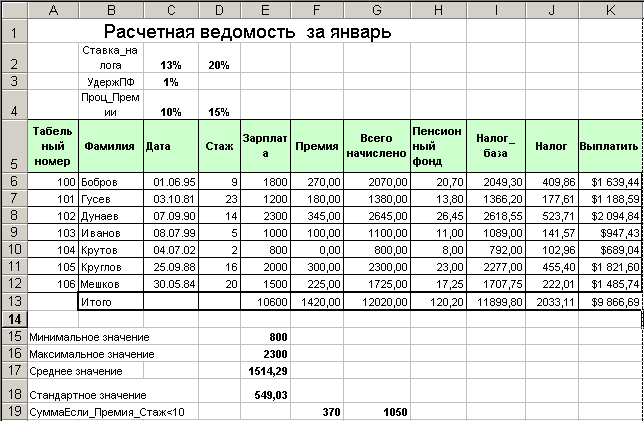 A B C D E F G H I J K
1 Расчетная ведомость за январь
2 Ставка_налога 13% 20%
3 УдержПФ 1%
4 Проц_Премии 10% 15%
5 Табельный номер Фамилия Дата Стаж Зарплата Премия Всего начислено Пенсионный фонд Налог_база Налог Выплатить
6 100 Бобров 01.06.95 9 1800 270,00 2070,00 20,70 2049,30 409,86 $1 639,44
7 101 Гусев 03.10.81 23 1200 180,00 1380,00 13,80 1366,20 177,61 $1 188,59
8 102 Дунаев 07.09.90 14 2300 345,00 2645,00 26,45 2618,55 523,71 $2 094,84
9 103 Иванов 08.07.99 5 1000 100,00 1100,00 11,00 1089,00 141,57 $947,43
10 104 Крутов 04.07.02 2 800 0,00 800,00 8,00 792,00 102,96 $689,04
11 105 Круглов 25.09.88 16 2000 300,00 2300,00 23,00 2277,00 455,40 $1 821,60
12 106 Мешков 30.05.84 20 1500 225,00 1725,00 17,25 1707,75 222,01 $1 485,74
13 Итого 10600 1420,00 12020,00 120,20 11899,80 2033,11 $9 866,69
14
15 Минимальное значение 800
16 Максимальное значение 2300
17 Среднее значение 1514,29
18 Стандартное значение 549,03
19 СуммаЕсли_Премия_Стаж<10 370 1050